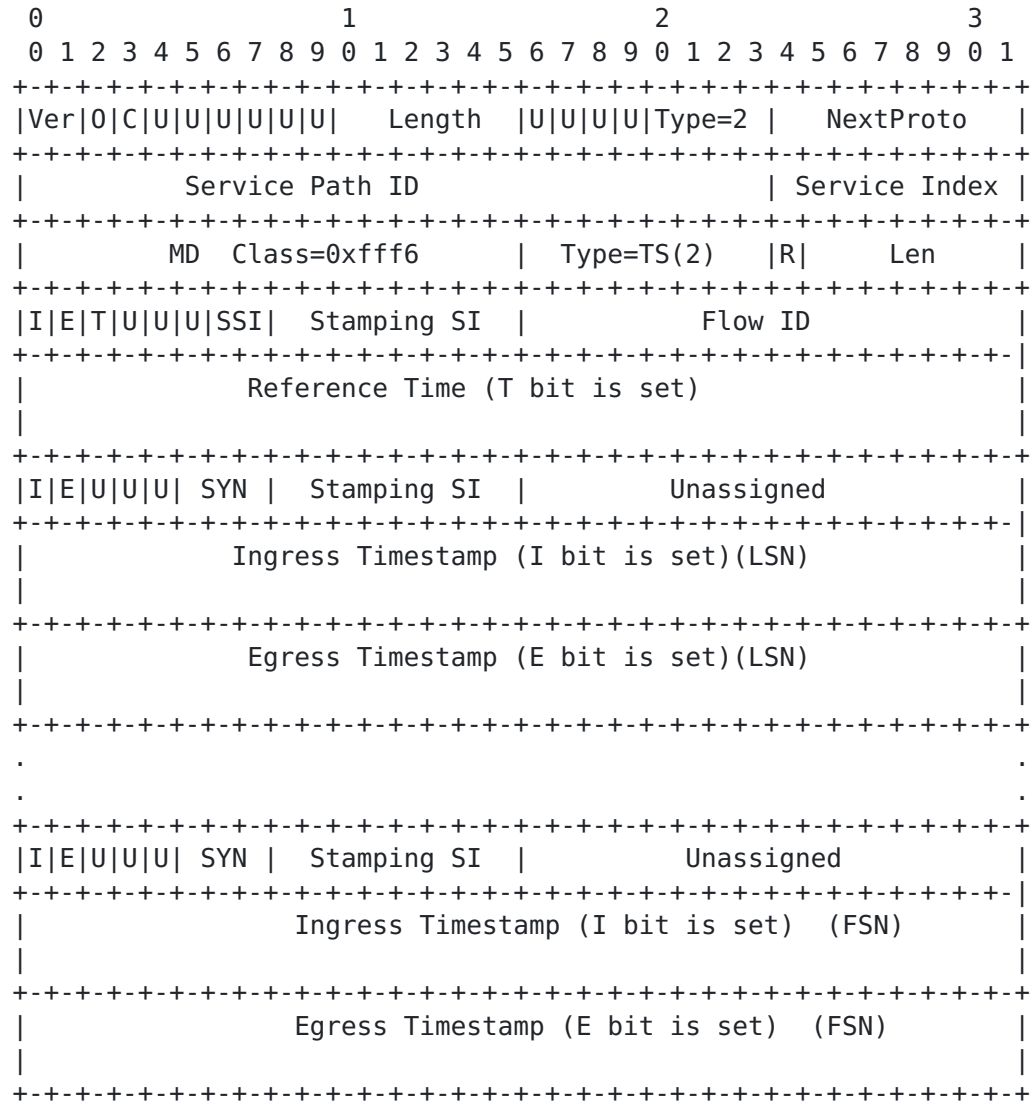 0                   1                   2                   3
 0 1 2 3 4 5 6 7 8 9 0 1 2 3 4 5 6 7 8 9 0 1 2 3 4 5 6 7 8 9 0 1
+-+-+-+-+-+-+-+-+-+-+-+-+-+-+-+-+-+-+-+-+-+-+-+-+-+-+-+-+-+-+-+-+
|Ver|O|C|U|U|U|U|U|U|   Length  |U|U|U|U|Type=2 |   NextProto   |
+-+-+-+-+-+-+-+-+-+-+-+-+-+-+-+-+-+-+-+-+-+-+-+-+-+-+-+-+-+-+-+-+
|          Service Path ID                      | Service Index |
+-+-+-+-+-+-+-+-+-+-+-+-+-+-+-+-+-+-+-+-+-+-+-+-+-+-+-+-+-+-+-+-+
|         MD  Class=0xfff6      |  Type=TS(2)   |R|     Len     |
+-+-+-+-+-+-+-+-+-+-+-+-+-+-+-+-+-+-+-+-+-+-+-+-+-+-+-+-+-+-+-+-+
|I|E|T|U|U|U|SSI|  Stamping SI  |           Flow ID             |
+-+-+-+-+-+-+-+-+-+-+-+-+-+-+-+-+-+-+-+-+-+-+-+-+-+-+-+-+-+-+-+-|
|              Reference Time (T bit is set)                    |
|                                                               |
+-+-+-+-+-+-+-+-+-+-+-+-+-+-+-+-+-+-+-+-+-+-+-+-+-+-+-+-+-+-+-+-+
|I|E|U|U|U| SYN |  Stamping SI  |         Unassigned            |
+-+-+-+-+-+-+-+-+-+-+-+-+-+-+-+-+-+-+-+-+-+-+-+-+-+-+-+-+-+-+-+-|
|             Ingress Timestamp (I bit is set)(LSN)             |
|                                                               |
+-+-+-+-+-+-+-+-+-+-+-+-+-+-+-+-+-+-+-+-+-+-+-+-+-+-+-+-+-+-+-+-+
|              Egress Timestamp (E bit is set)(LSN)             |
|                                                               |
+-+-+-+-+-+-+-+-+-+-+-+-+-+-+-+-+-+-+-+-+-+-+-+-+-+-+-+-+-+-+-+-+
.                                                               .
.                                                               .
+-+-+-+-+-+-+-+-+-+-+-+-+-+-+-+-+-+-+-+-+-+-+-+-+-+-+-+-+-+-+-+-+
|I|E|U|U|U| SYN |  Stamping SI  |          Unassigned           |
+-+-+-+-+-+-+-+-+-+-+-+-+-+-+-+-+-+-+-+-+-+-+-+-+-+-+-+-+-+-+-+-|
|                 Ingress Timestamp (I bit is set)  (FSN)       |
|                                                               |
+-+-+-+-+-+-+-+-+-+-+-+-+-+-+-+-+-+-+-+-+-+-+-+-+-+-+-+-+-+-+-+-+
|                 Egress Timestamp (E bit is set)  (FSN)        |
|                                                               |
+-+-+-+-+-+-+-+-+-+-+-+-+-+-+-+-+-+-+-+-+-+-+-+-+-+-+-+-+-+-+-+-+